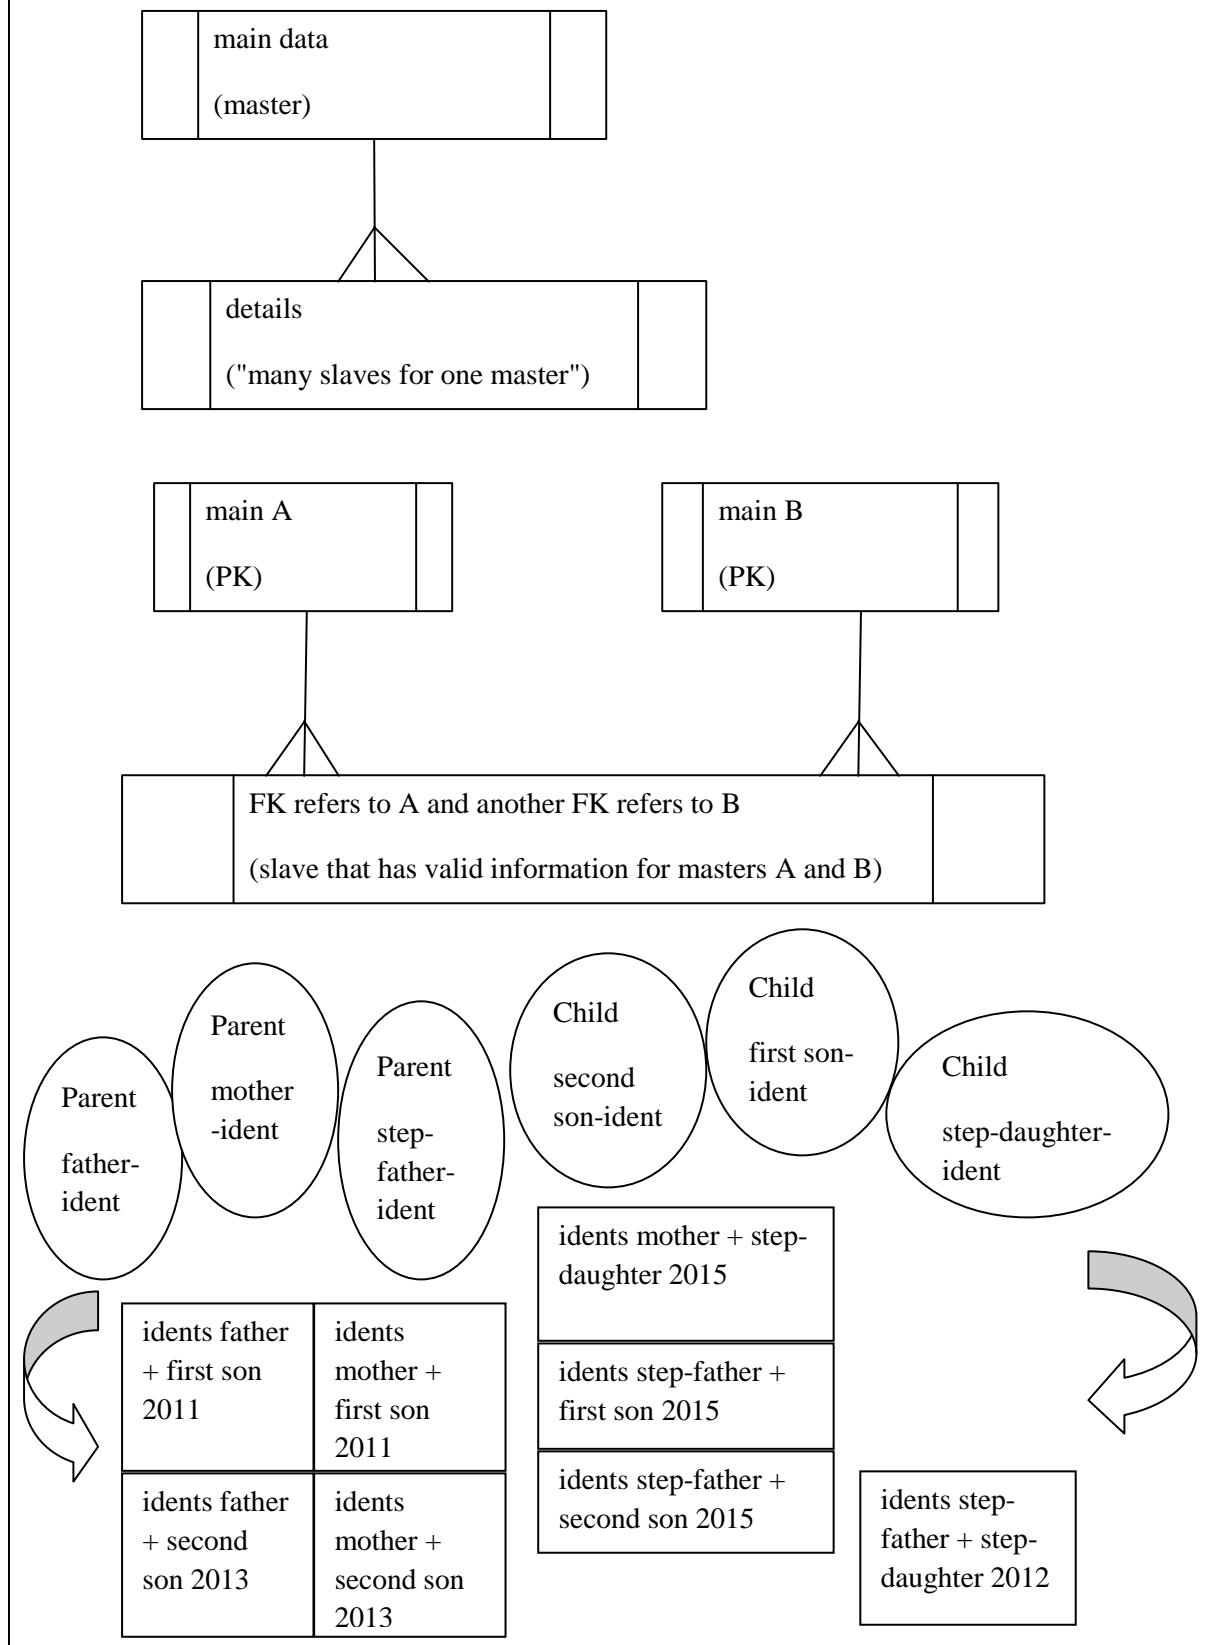 main data
(master)
details
("many slaves for one master")
main A
(PK)
main B
(PK)
FK refers to A and another FK refers to B
(slave that has valid information for masters A and B)
Parent
father-
ident
Parent
mother
-ident
Parent
step-
father-
ident
Child
second
son-ident
Child
first son-
ident
Child
step-daughter-
ident
idents father
+ first son
2011
idents
mother +
first son
2011
idents father
+ second
son 2013
idents
mother +
second son
2013
idents mother + step-
daughter 2015
idents step-father +
first son 2015
idents step-father +
second son 2015
idents step-
father + step-
daughter 2012